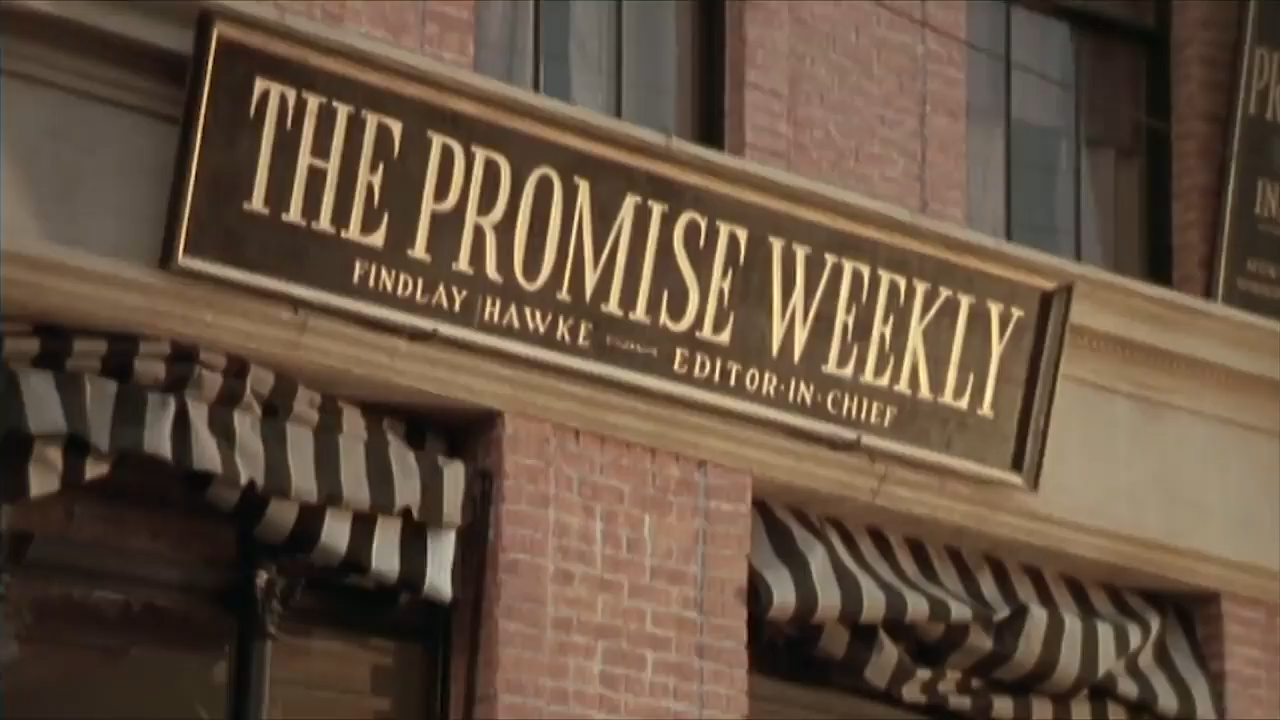 THE PROMISE WEEKLY
FINDLAY HAWKE — EDITOR·IN·CHIEF